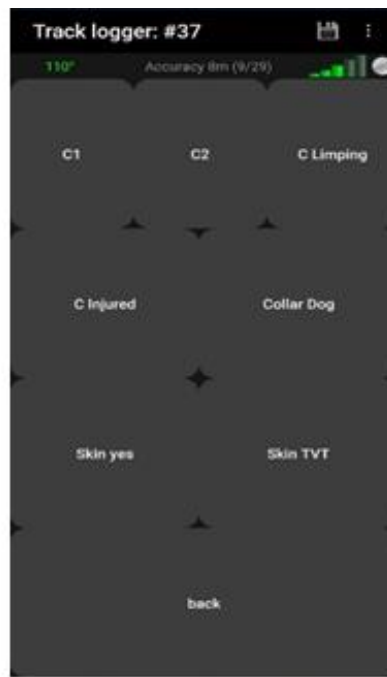 Track logger: #37
110° Accuracy 8m (9/29)
C1 C2 C Limping
C Injured Collar Dog
Skin yes Skin TVT
back